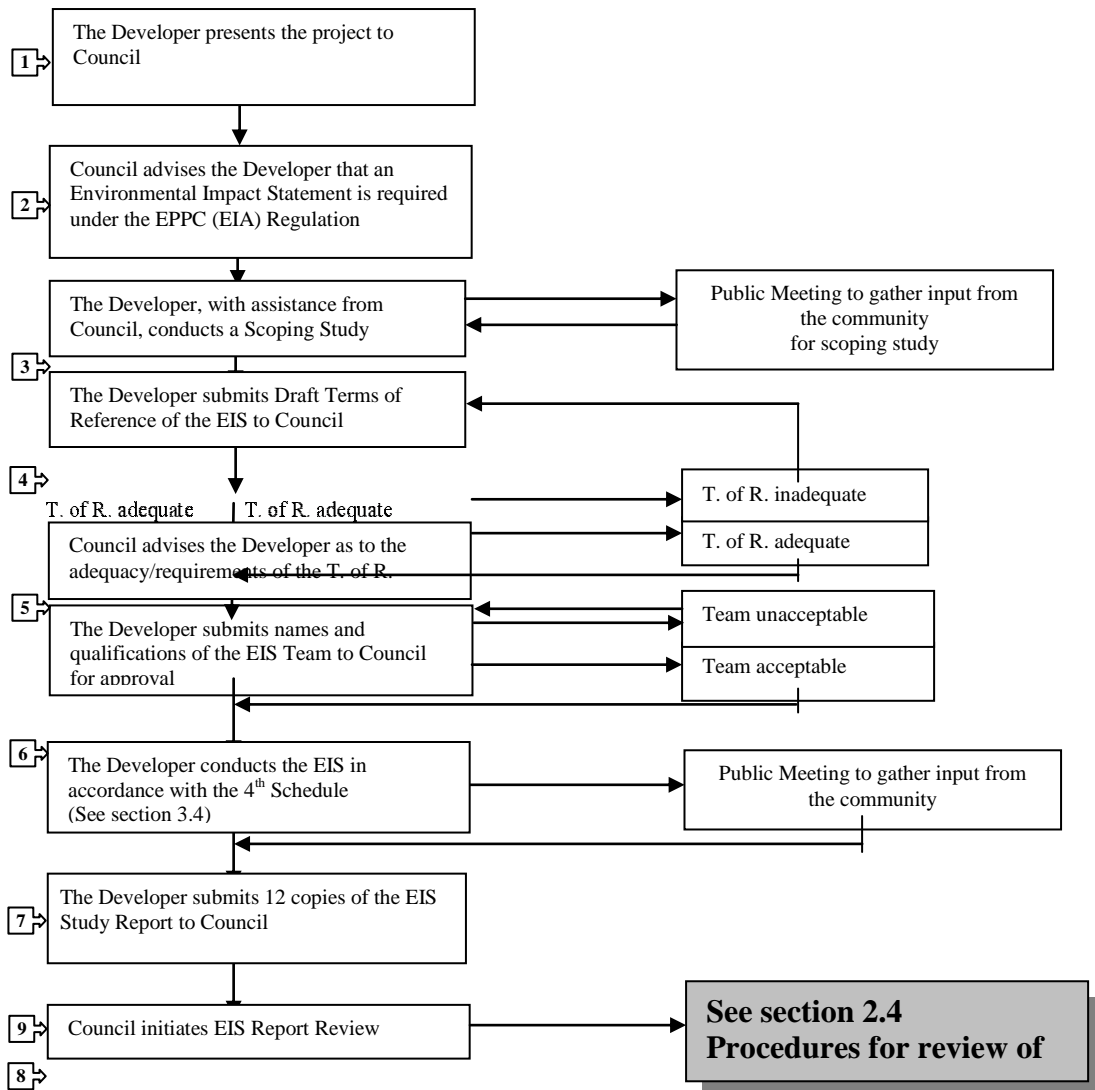 The Developer presents the project to
Council
1
Council advises the Developer that an
Environmental Impact Statement is required
under the EPPC (EIA) Regulation
2
The Developer, with assistance from
Council, conducts a Scoping Study
Public Meeting to gather input from
the community
for scoping study
3
The Developer submits Draft Terms of
Reference of the EIS to Council
4
T. of R. adequate T. of R. adequate
T. of R. inadequate
T. of R. adequate
Council advises the Developer as to the
adequacy/requirements of the T. of R.
5
The Developer submits names and
qualifications of the EIS Team to Council
for approval
Team unacceptable
Team acceptable
6
The Developer conducts the EIS in
accordance with the 4th Schedule
(See section 3.4)
Public Meeting to gather input from
the community
The Developer submits 12 copies of the EIS
Study Report to Council
7
9
Council initiates EIS Report Review
See section 2.4
Procedures for review of
8